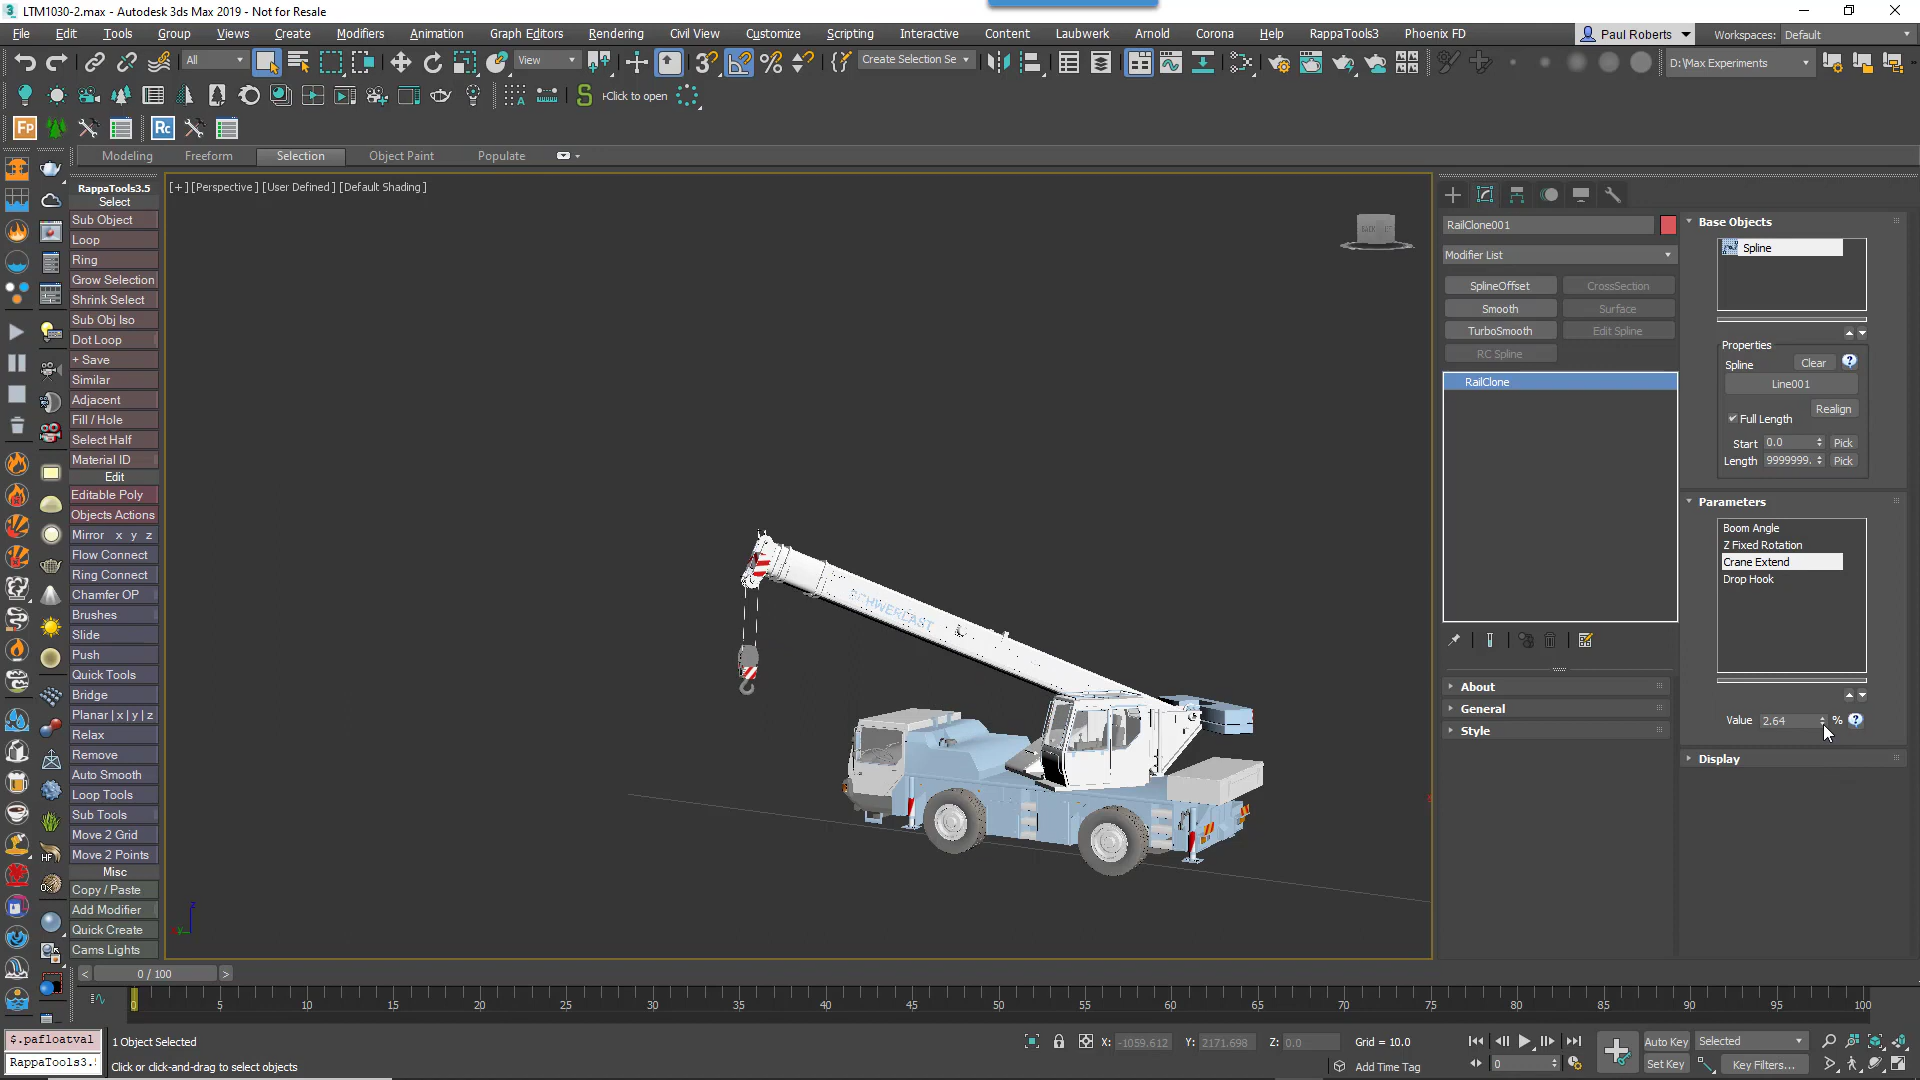 LTM1030-2.max - Autodesk 3ds Max 2019 - Not for Resale
File Edit Tools Group Views Create Modifiers Animation Graph Editors Rendering Civil View Customize Scripting Interactive Content Laubwerk Arnold Corona Help RappaTools3 Phoenix FD Paul Roberts Workspaces: Default
All View Create Selection Se D:\Max Experiments
Click to open
Fp Rc
Modeling Freeform Selection Object Paint Populate
RappaTools3.5
Select
Sub Object
Loop
Ring
Grow Selection
Shrink Select
Sub Obj Iso
Dot Loop
+ Save
Similar
Adjacent
Fill / Hole
Select Half
Material ID
Edit
Editable Poly
Objects Actions
Mirror x y z
Flow Connect
Ring Connect
Chamfer OP
Brushes
Slide
Push
Quick Tools
Bridge
Planar | x | y | z
Relax
Remove
Auto Smooth
Loop Tools
Sub Tools
Move 2 Grid
Move 2 Points
Misc
Copy / Paste
Add Modifier
Quick Create
Cams Lights
[+] [Perspective ] [User Defined ] [Default Shading ]
SCHWERLAST
RailClone001
Modifier List
SplineOffset CrossSection
Smooth Surface
TurboSmooth Edit Spline
RC Spline
RailClone
About
General
Style
Base Objects
Spline
Properties
Spline Clear
Line001
Realign
Full Length
Start 0.0 Pick
Length 9999999. Pick
Parameters
Boom Angle
Z Fixed Rotation
Crane Extend
Drop Hook
Value 2.64 %
Display
< 0 / 100 >
0 5 10 15 20 25 30 35 40 45 50 55 60 65 70 75 80 85 90 95 100
$.pafloatval
RappaTools3.
1 Object Selected
Click or click-and-drag to select objects
X: -1059.612 Y: 2171.698 Z: 0.0 Grid = 10.0
Add Time Tag
0
Auto Key Selected
Set Key Key Filters...